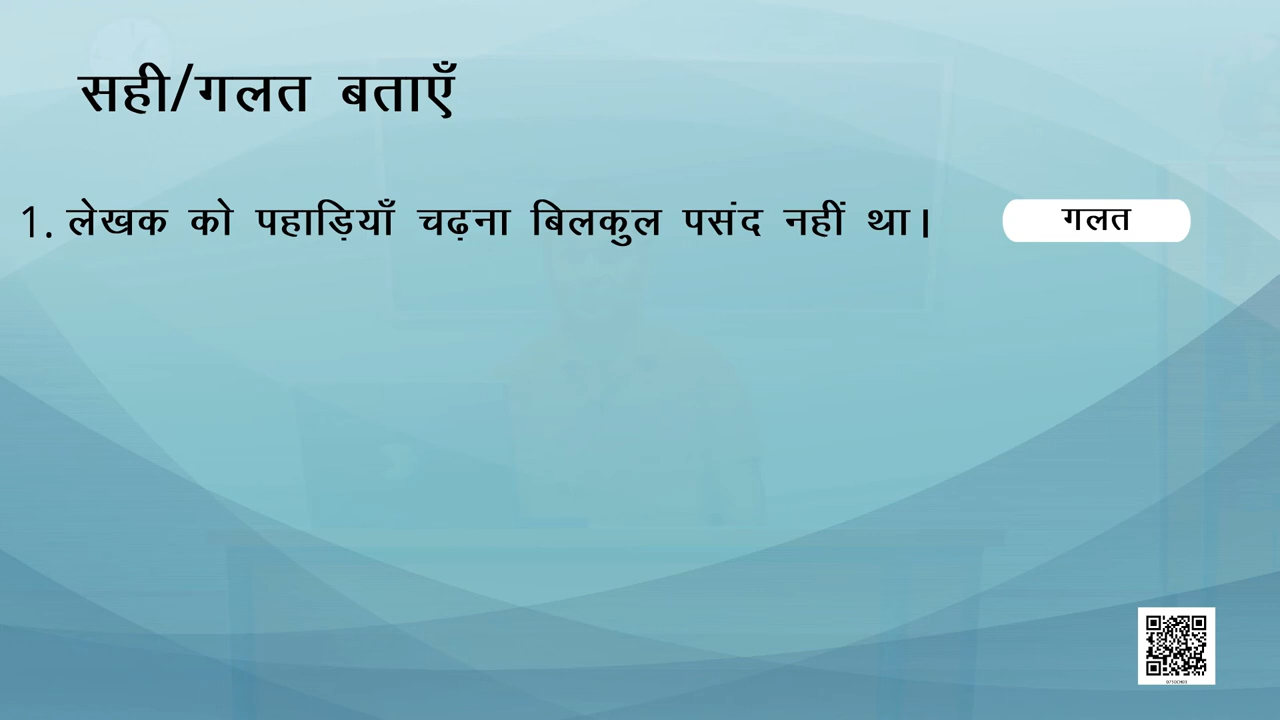 सही/गलत बताएँ
1. लेखक को पहाड़ियाँ चढ़ना बिलकुल पसंद नहीं था। गलत